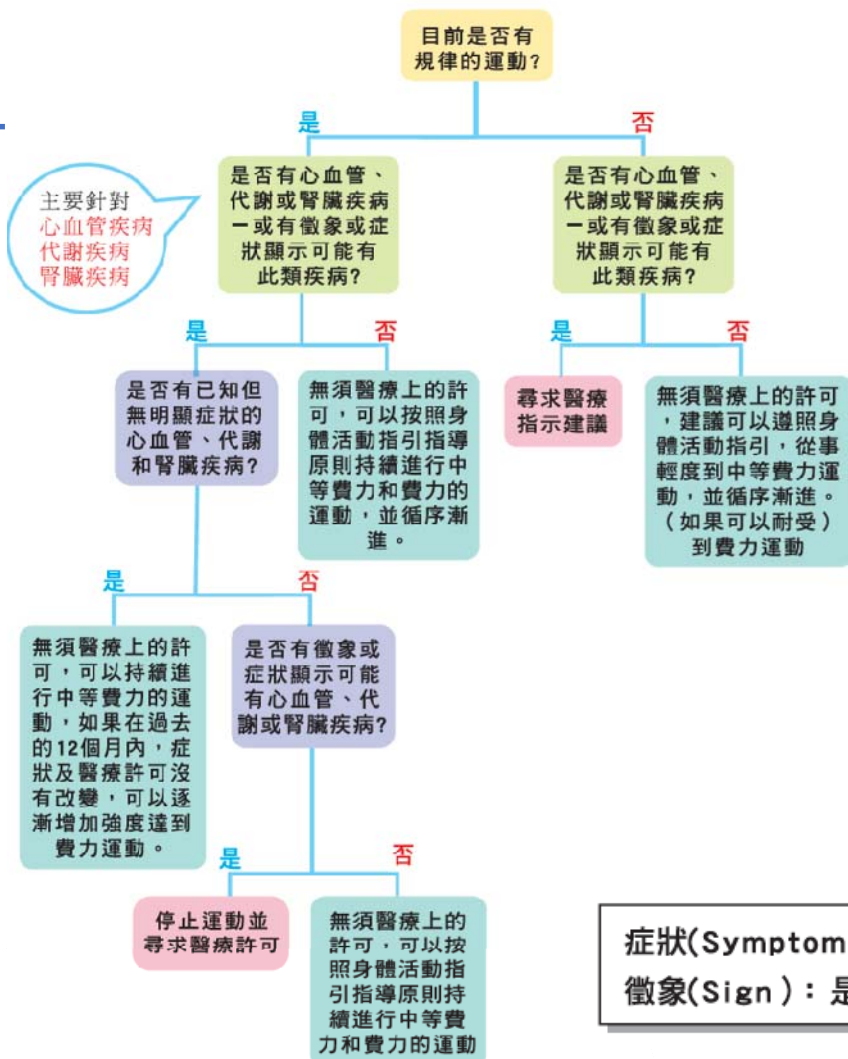 目前是否有
規律的運動?
是
否
主要針對
心血管疾病
代謝疾病
腎臟疾病
是否有心血管、
代謝或腎臟疾病
－或有徵象或症
狀顯示可能有
此類疾病?
是否有心血管、
代謝或腎臟疾病
－或有徵象或症
狀顯示可能有
此類疾病?
是
否
是
否
是否有已知但
無明顯症狀的
心血管、代謝
和腎臟疾病?
無須醫療上的許
可，可以按照身
體活動指引指導
原則持續進行中
等費力和費力的
運動，並循序漸
進。
尋求醫療
指示建議
無須醫療上的許可
，建議可以遵照身
體活動指引，從事
輕度到中等費力運
動，並循序漸進。
（如果可以耐受）
到費力運動
是
否
無須醫療上的許
可，可以持續進
行中等費力的運
動，如果在過去
的12個月內，症
狀及醫療許可沒
有改變，可以逐
漸增加強度達到
費力運動。
是否有徵象或
症狀顯示可能
有心血管、代
謝或腎臟疾病?
是
否
停止運動並
尋求醫療許可
無須醫療上的
許可，可以按
照身體活動指
引指導原則持
續進行中等費
力和費力的運動
症狀(Symptom
徵象(Sign)：是